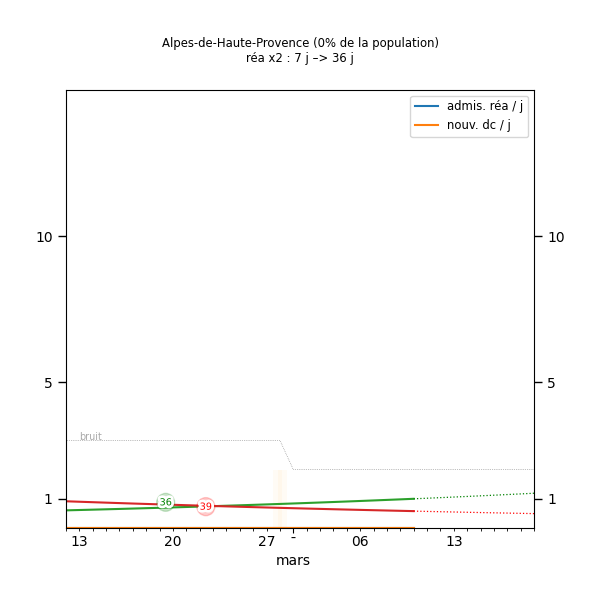 Alpes-de-Haute-Provence (0% de la population)
réa x2 : 7 j –> 36 j
admis. réa / j
nouv. dc / j
10
10
5
5
bruit
1
1
36
39
13
20
27
-
06
13
mars